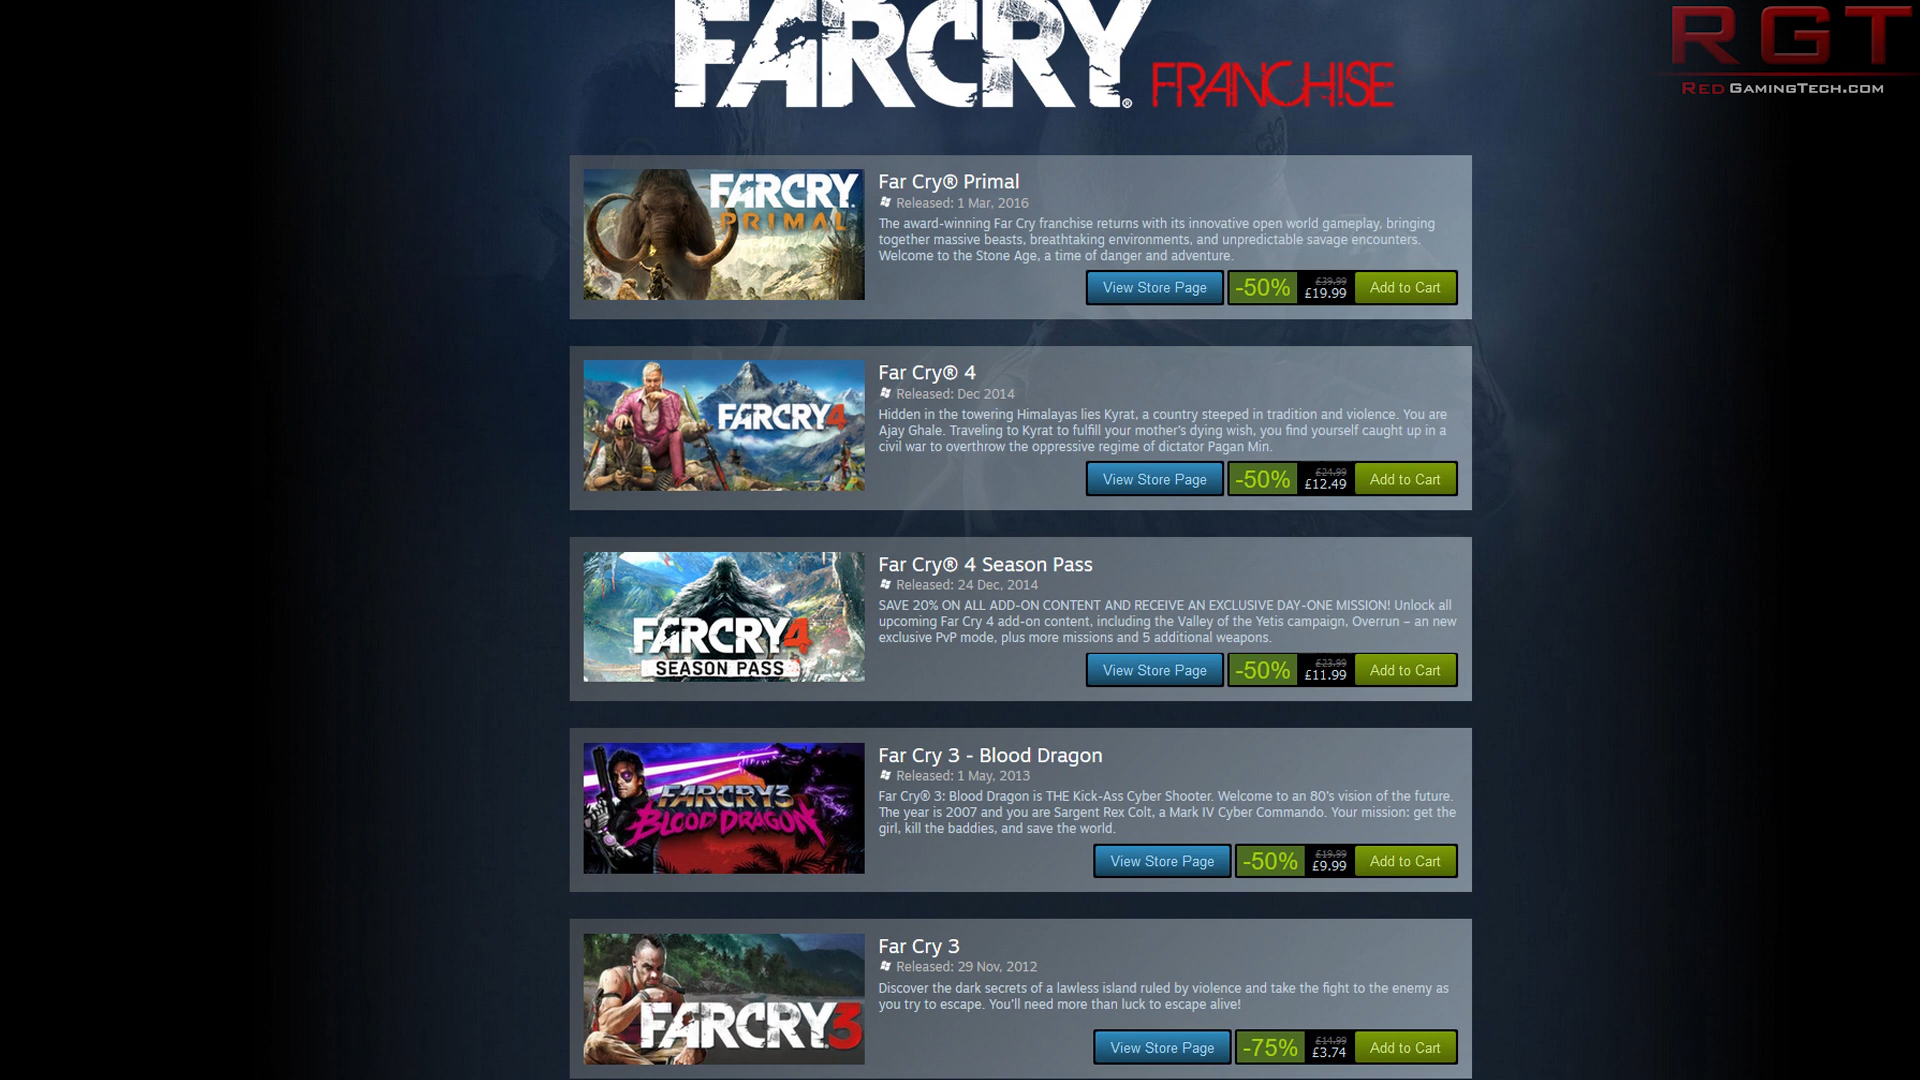 FARCRY® FRANCHISE
RGT
RED GAMINGTECH.COM
FARCRY
PRIMAL
Far Cry® Primal
Released: 1 Mar, 2016
The award-winning Far Cry franchise returns with its innovative open world gameplay, bringing
together massive beasts, breathtaking environments, and unpredictable savage encounters.
Welcome to the Stone Age, a time of danger and adventure.
View Store Page -50% £39.99 £19.99 Add to Cart
FARCRY4
Far Cry® 4
Released: Dec 2014
Hidden in the towering Himalayas lies Kyrat, a country steeped in tradition and violence. You are
Ajay Ghale. Traveling to Kyrat to fulfill your mother's dying wish, you find yourself caught up in a
civil war to overthrow the oppressive regime of dictator Pagan Min.
View Store Page -50% £24.99 £12.49 Add to Cart
FARCRY4
SEASON PASS
Far Cry® 4 Season Pass
Released: 24 Dec, 2014
SAVE 20% ON ALL ADD-ON CONTENT AND RECEIVE AN EXCLUSIVE DAY-ONE MISSION! Unlock all
upcoming Far Cry 4 add-on content, including the Valley of the Yetis campaign, Overrun – an new
exclusive PvP mode, plus more missions and 5 additional weapons.
View Store Page -50% £23.99 £11.99 Add to Cart
FARCRY3
BLOOD DRAGON
Far Cry 3 - Blood Dragon
Released: 1 May, 2013
Far Cry® 3: Blood Dragon is THE Kick-Ass Cyber Shooter. Welcome to an 80's vision of the future.
The year is 2007 and you are Sargent Rex Colt, a Mark IV Cyber Commando. Your mission: get the
girl, kill the baddies, and save the world.
View Store Page -50% £19.99 £9.99 Add to Cart
FARCRY3
Far Cry 3
Released: 29 Nov, 2012
Discover the dark secrets of a lawless island ruled by violence and take the fight to the enemy as
you try to escape. You'll need more than luck to escape alive!
View Store Page -75% £14.99 £3.74 Add to Cart